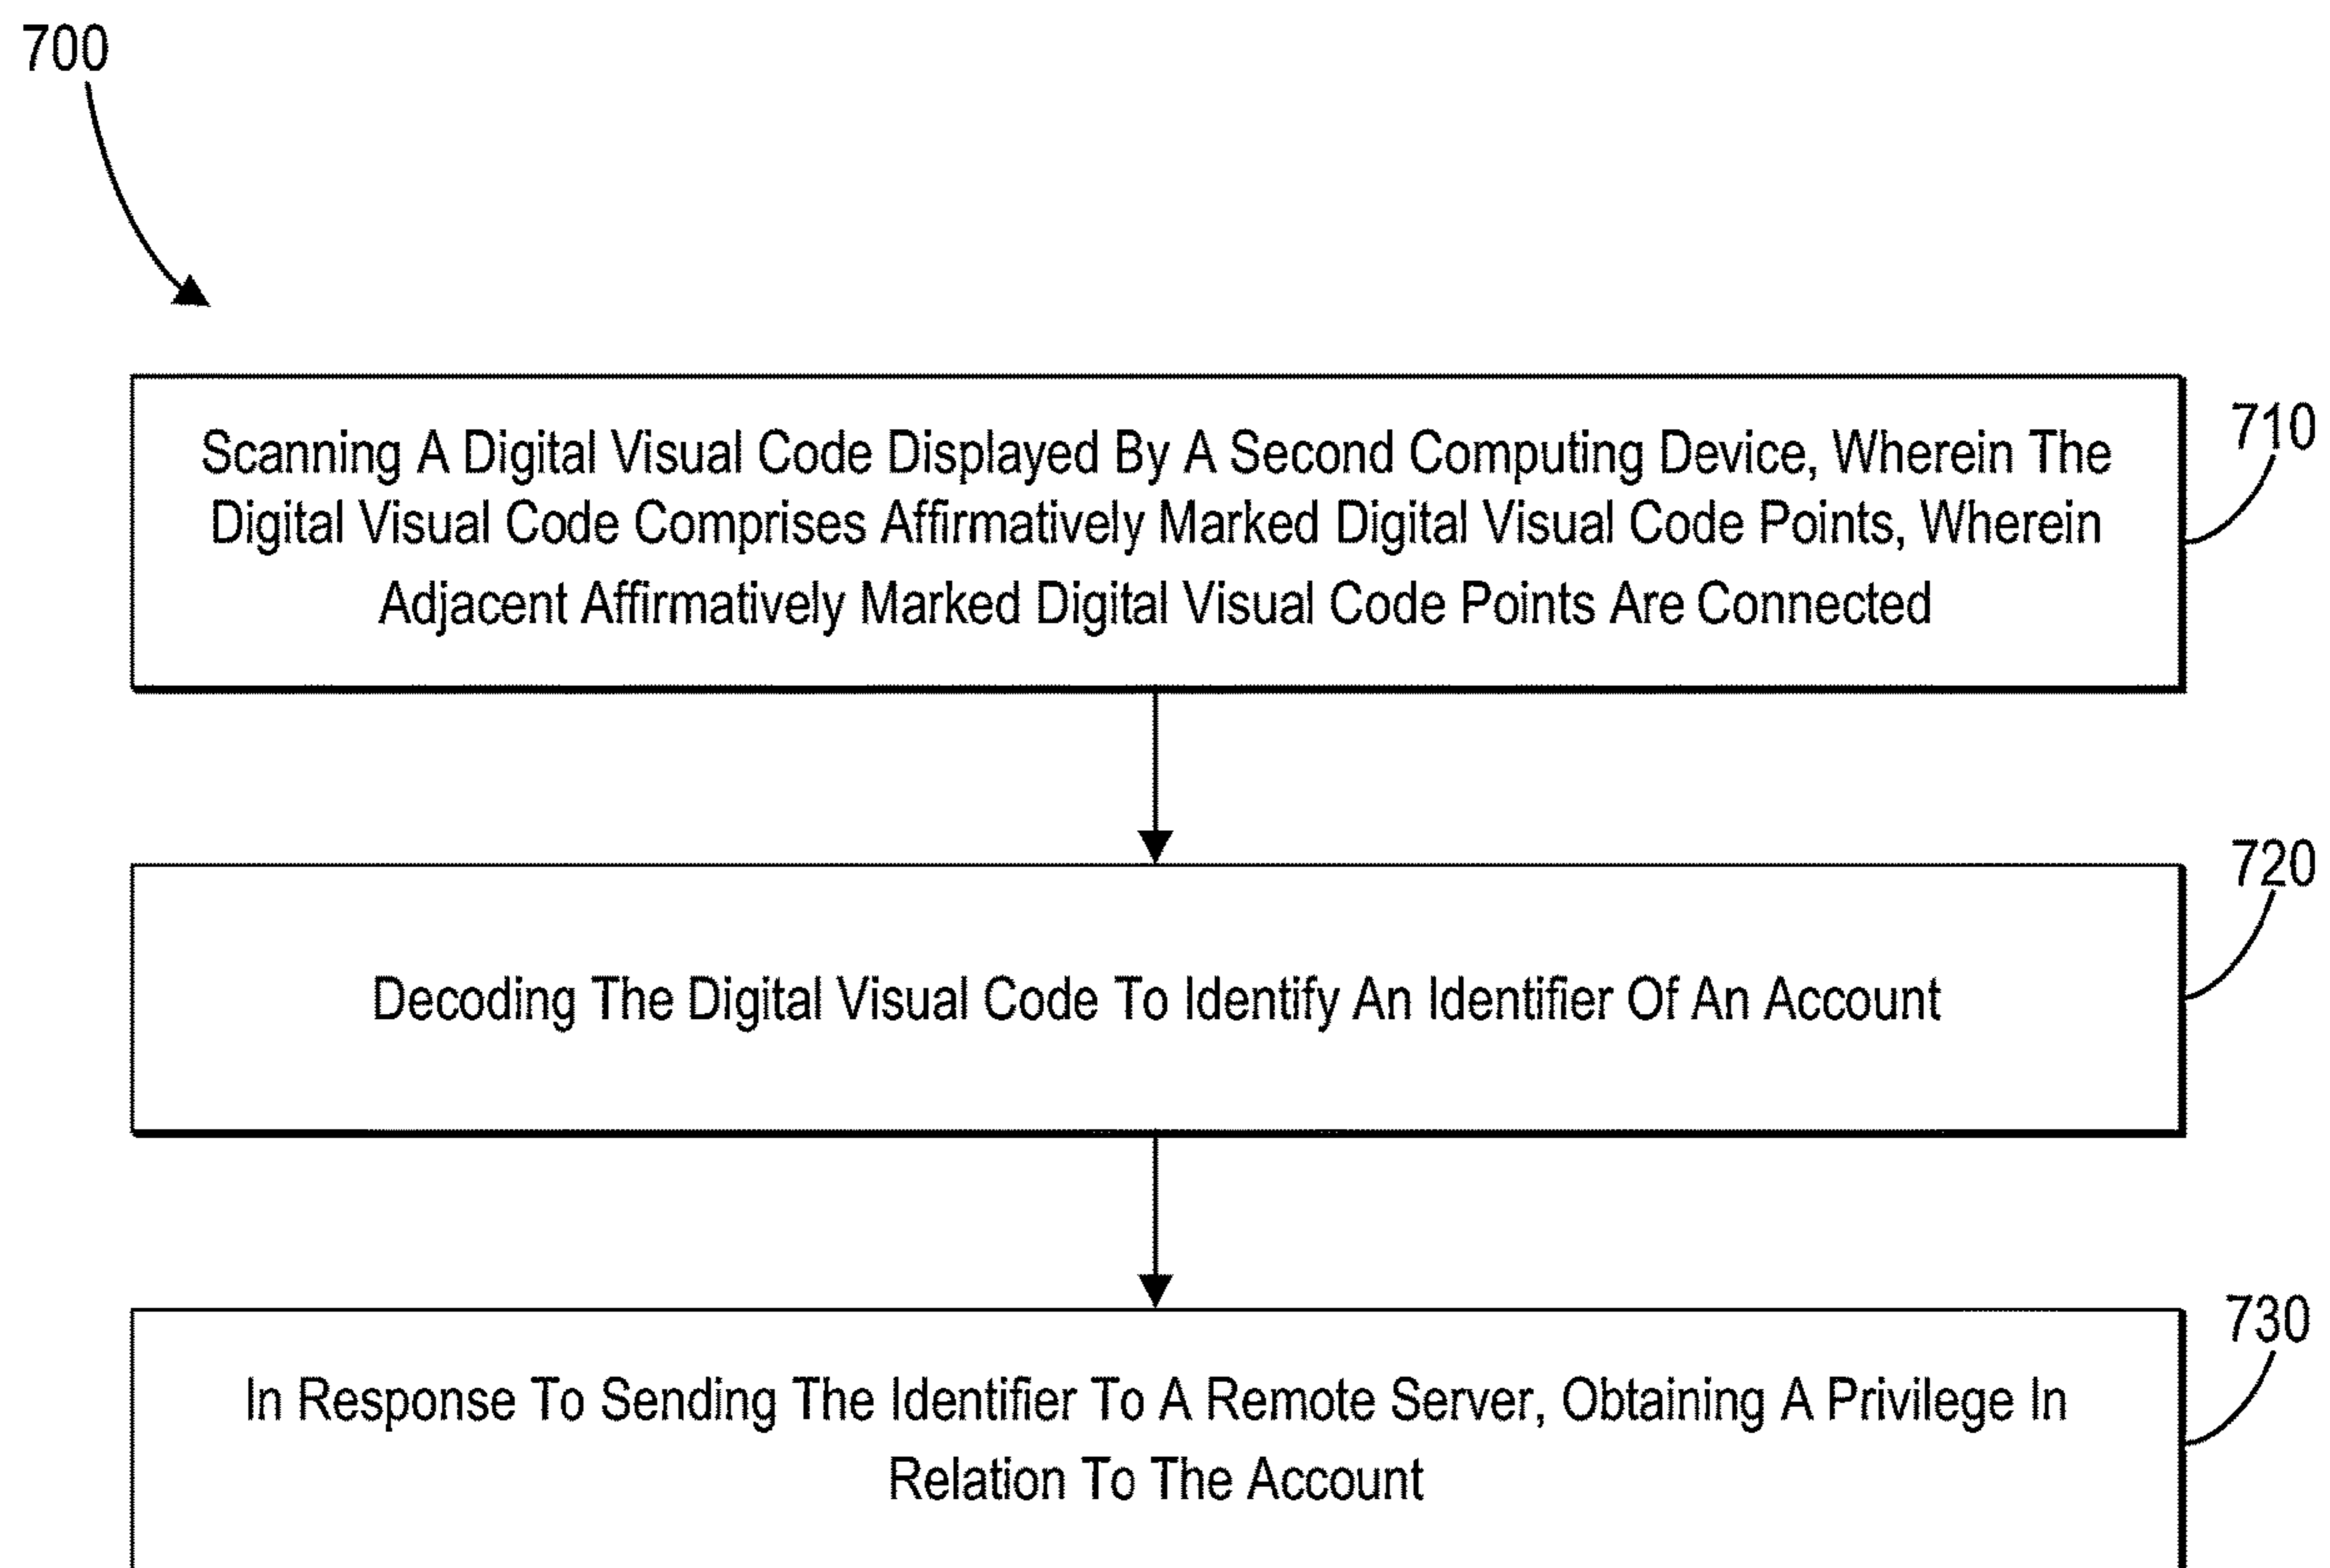 700
Scanning A Digital Visual Code Displayed By A Second Computing Device, Wherein The
Digital Visual Code Comprises Affirmatively Marked Digital Visual Code Points, Wherein
Adjacent Affirmatively Marked Digital Visual Code Points Are Connected
710
Decoding The Digital Visual Code To Identify An Identifier Of An Account
720
In Response To Sending The Identifier To A Remote Server, Obtaining A Privilege In
Relation To The Account
730